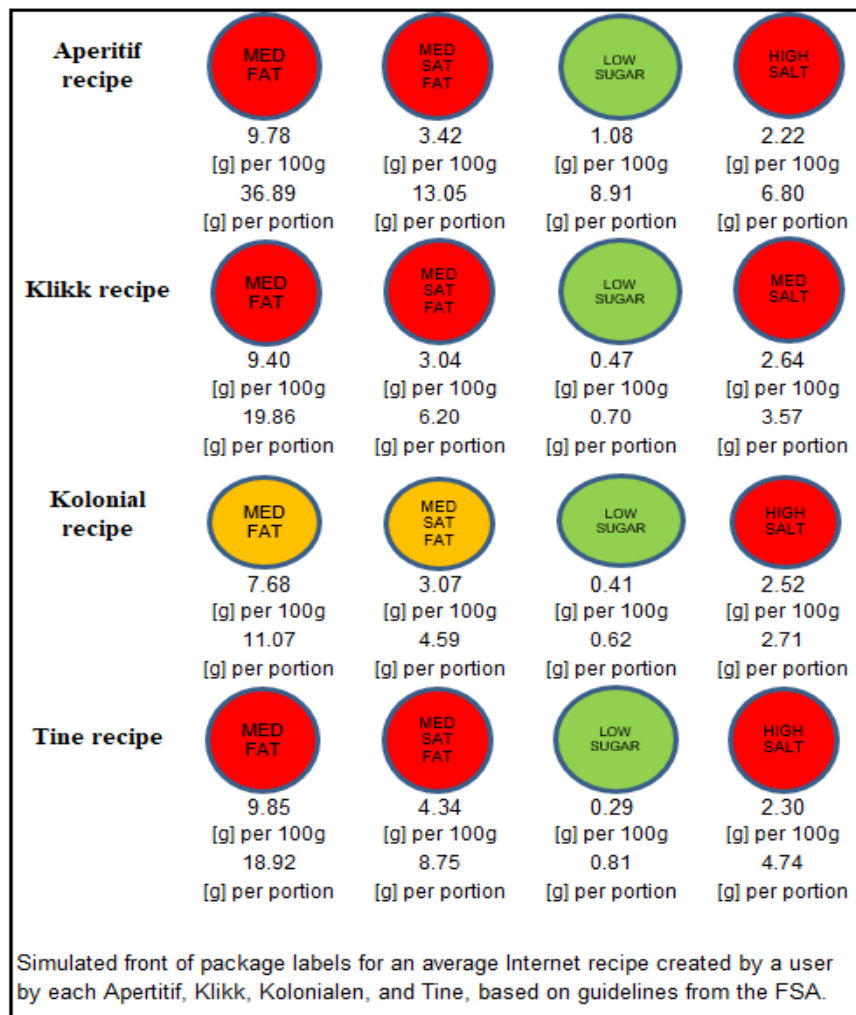 Aperitif
recipe
MED
FAT
MED
SAT
FAT
LOW
SUGAR
HIGH
SALT
9.78 3.42 1.08 2.22
[g] per 100g [g] per 100g [g] per 100g [g] per 100g
36.89 13.05 8.91 6.80
[g] per portion [g] per portion [g] per portion [g] per portion
Klikk recipe
MED
FAT
MED
SAT
FAT
LOW
SUGAR
MED
SALT
9.40 3.04 0.47 2.64
[g] per 100g [g] per 100g [g] per 100g [g] per 100g
19.86 6.20 0.70 3.57
[g] per portion [g] per portion [g] per portion [g] per portion
Kolonial
recipe
MED
FAT
MED
SAT
FAT
LOW
SUGAR
HIGH
SALT
7.68 3.07 0.41 2.52
[g] per 100g [g] per 100g [g] per 100g [g] per 100g
11.07 4.59 0.62 2.71
[g] per portion [g] per portion [g] per portion [g] per portion
Tine recipe
MED
FAT
MED
SAT
FAT
LOW
SUGAR
HIGH
SALT
9.85 4.34 0.29 2.30
[g] per 100g [g] per 100g [g] per 100g [g] per 100g
18.92 8.75 0.81 4.74
[g] per portion [g] per portion [g] per portion [g] per portion
Simulated front of package labels for an average Internet recipe created by a user
by each Apertitif, Klikk, Kolonialen, and Tine, based on guidelines from the FSA.